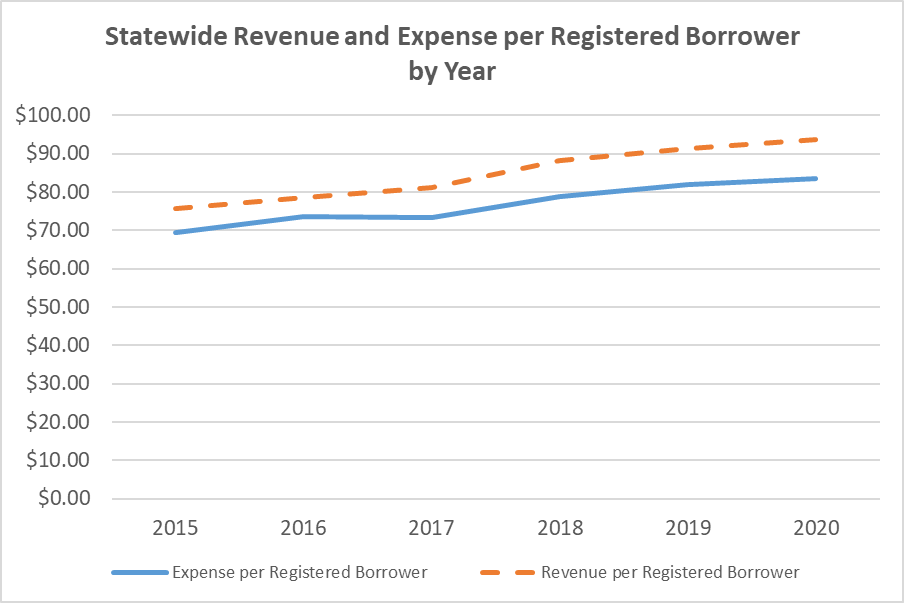 Statewide Revenue and Expense per Registered Borrower
by Year
$100.00
$90.00
$80.00
$70.00
$60.00
$50.00
$40.00
$30.00
$20.00
$10.00
$0.00
2015 2016 2017 2018 2019 2020
Expense per Registered Borrower Revenue per Registered Borrower